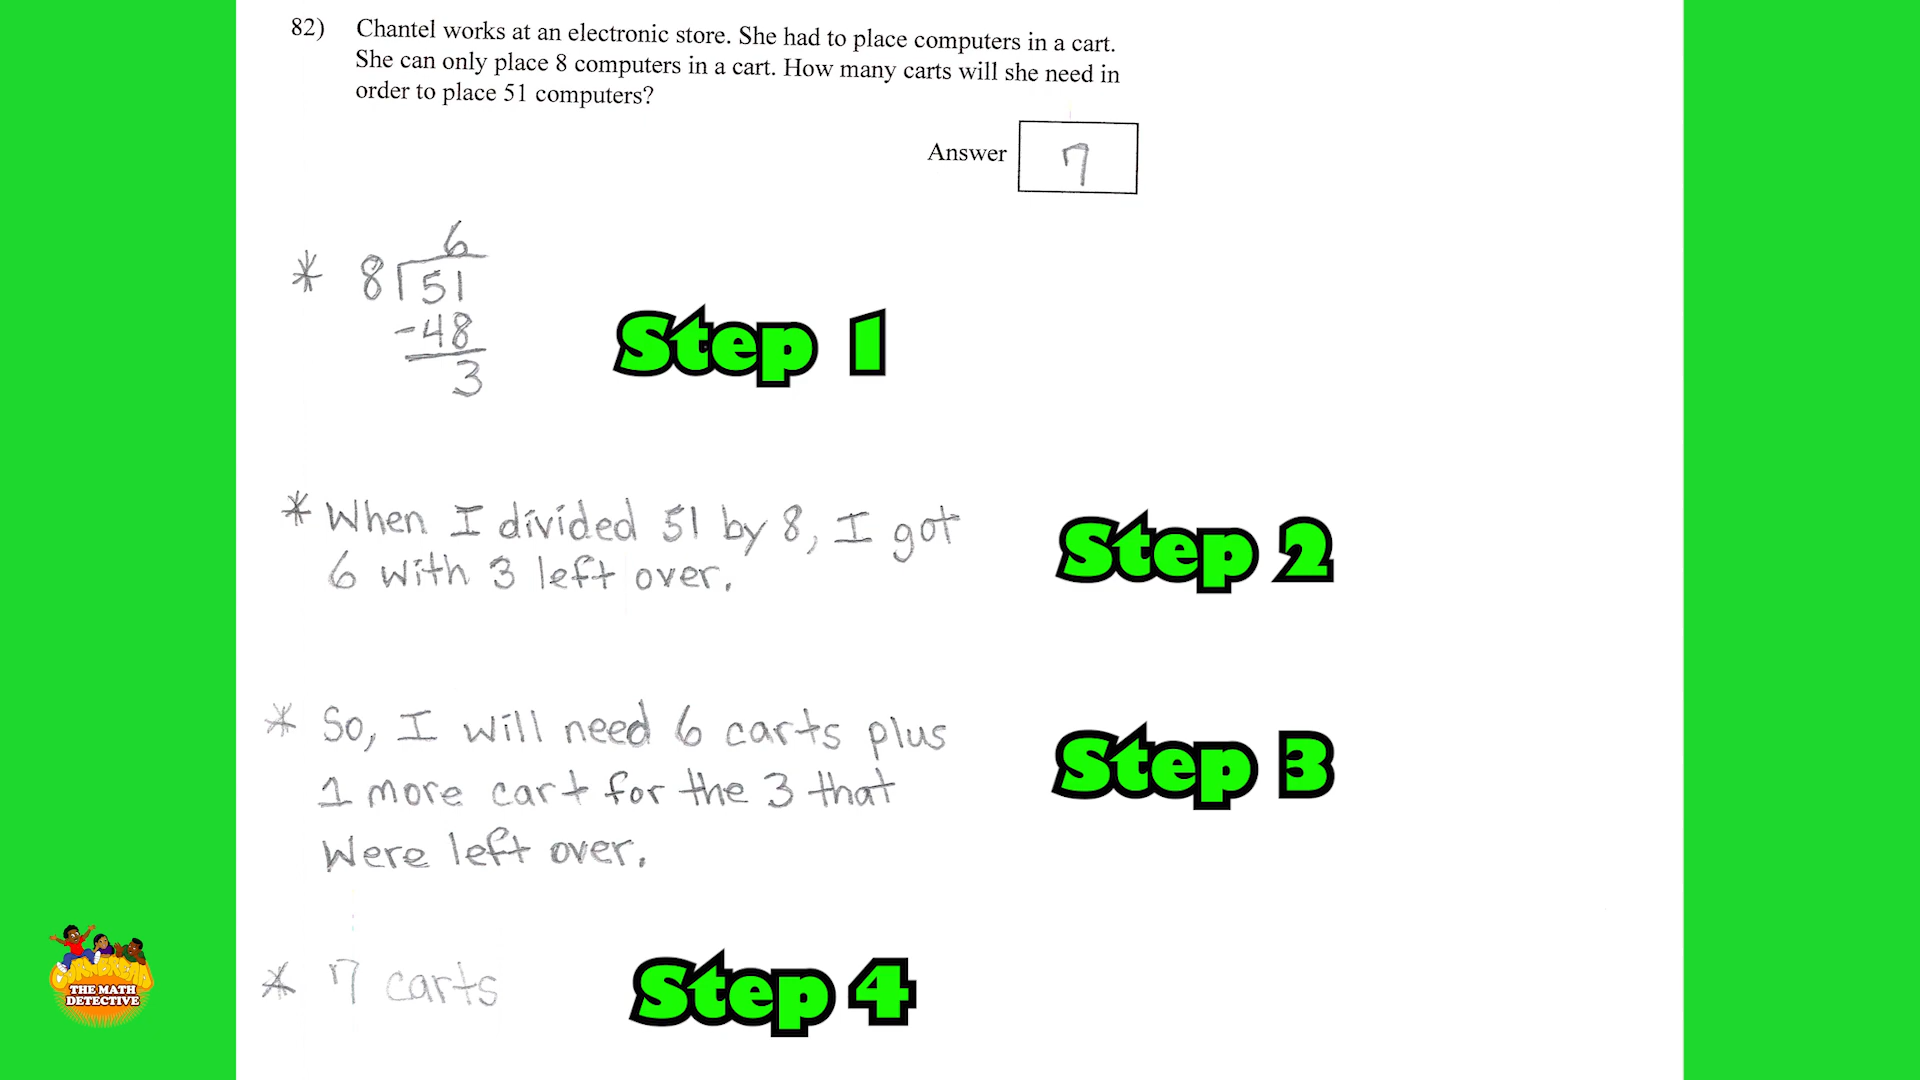 82) Chantel works at an electronic store. She had to place computers in a cart.
She can only place 8 computers in a cart. How many carts will she need in
order to place 51 computers?
Answer 7
6
* 8 51
-48
3
Step 1
* When I divided 51 by 8, I got
6 with 3 left over.
Step 2
* So, I will need 6 carts plus
1 more cart for the 3 that
were left over.
Step 3
* 7 carts
Step 4
CORNBREAD
THE MATH
DETECTIVE